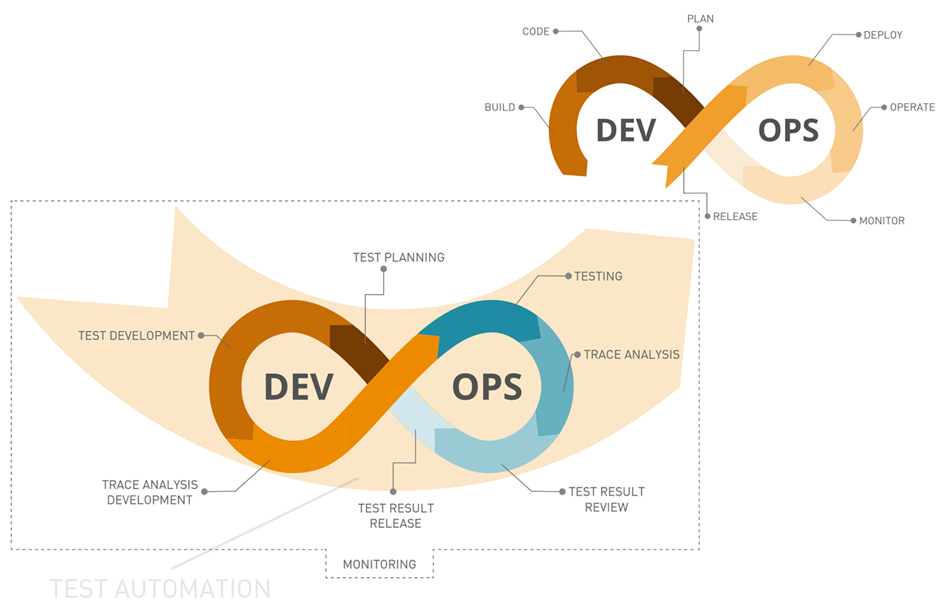 PLAN
CODE
DEPLOY
BUILD
OPERATE
DEV
OPS
RELEASE
MONITOR
TEST PLANNING
TESTING
TEST DEVELOPMENT
TRACE ANALYSIS
DEV
OPS
TRACE ANALYSIS
DEVELOPMENT
TEST RESULT
RELEASE
TEST RESULT
REVIEW
MONITORING
TEST AUTOMATION